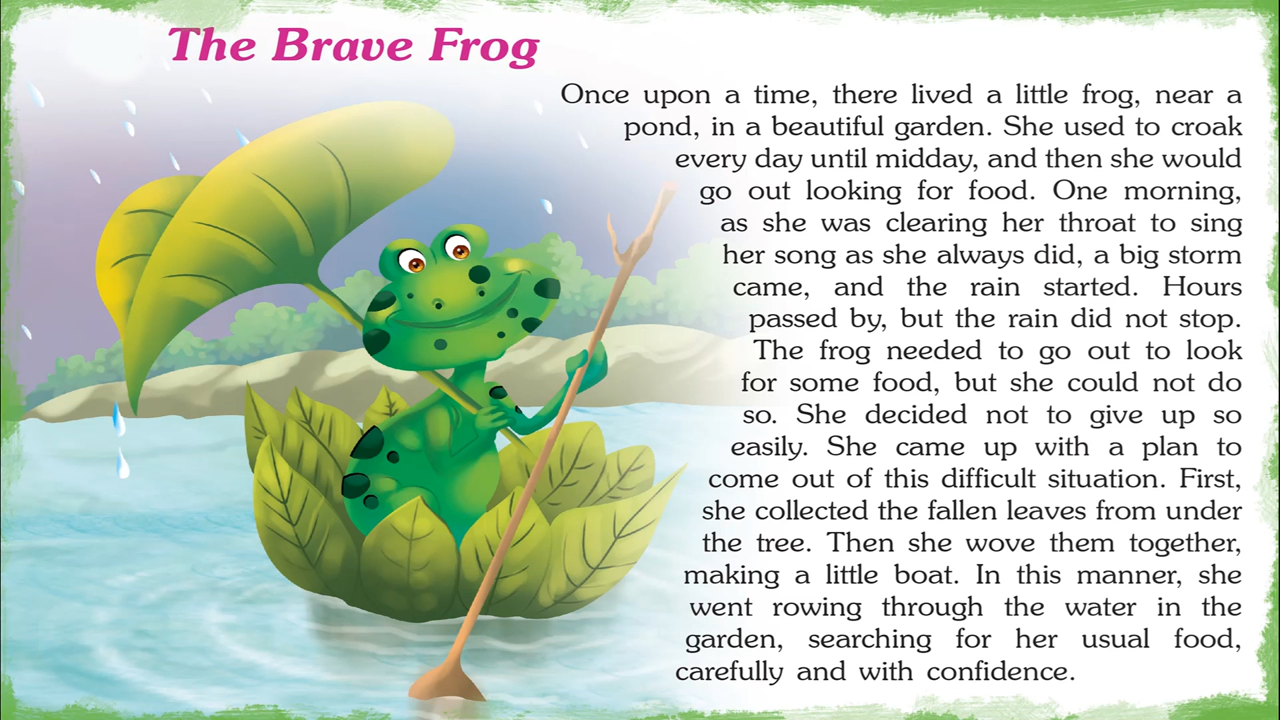 The Brave Frog
Once upon a time, there lived a little frog, near a
pond, in a beautiful garden. She used to croak
every day until midday, and then she would
go out looking for food. One morning,
as she was clearing her throat to sing
her song as she always did, a big storm
came, and the rain started. Hours
passed by, but the rain did not stop.
The frog needed to go out to look
for some food, but she could not do
so. She decided not to give up so
easily. She came up with a plan to
come out of this difficult situation. First,
she collected the fallen leaves from under
the tree. Then she wove them together,
making a little boat. In this manner, she
went rowing through the water in the
garden, searching for her usual food,
carefully and with confidence.